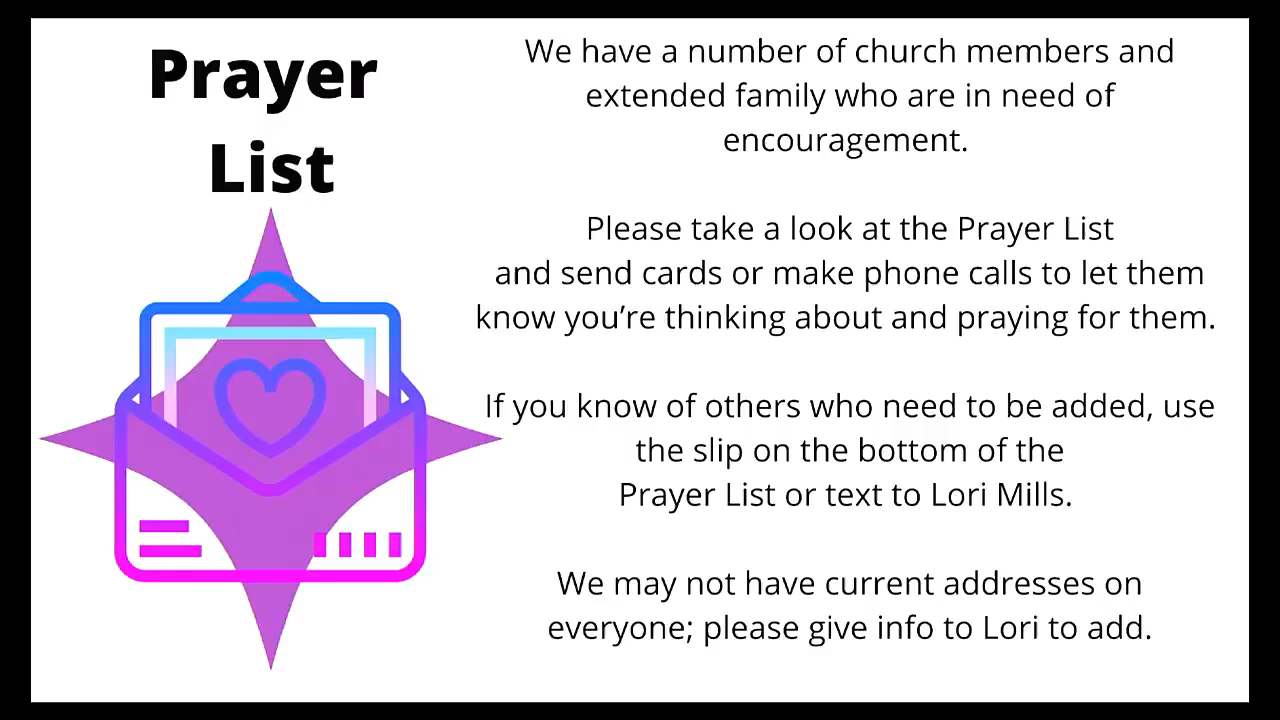 Prayer
List
We have a number of church members and
extended family who are in need of
encouragement.
Please take a look at the Prayer List
and send cards or make phone calls to let them
know you’re thinking about and praying for them.
If you know of others who need to be added, use
the slip on the bottom of the
Prayer List or text to Lori Mills.
We may not have current addresses on
everyone; please give info to Lori to add.